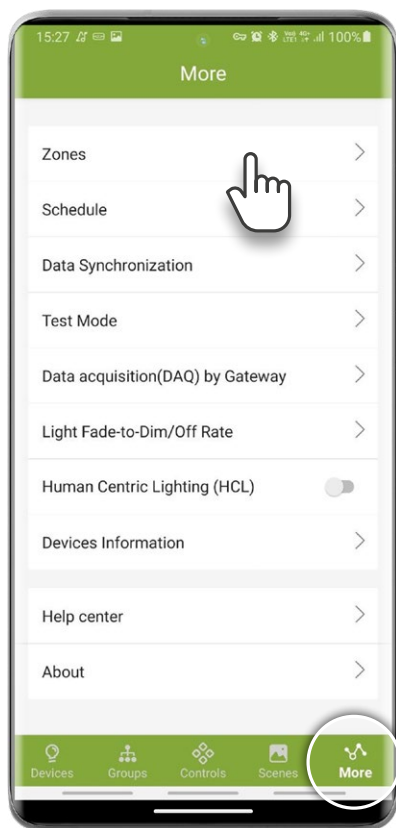 15:27 100%
More
Zones
Schedule
Data Synchronization
Test Mode
Data acquisition(DAQ) by Gateway
Light Fade-to-Dim/Off Rate
Human Centric Lighting (HCL)
Devices Information
Help center
About
Devices Groups Controls Scenes More